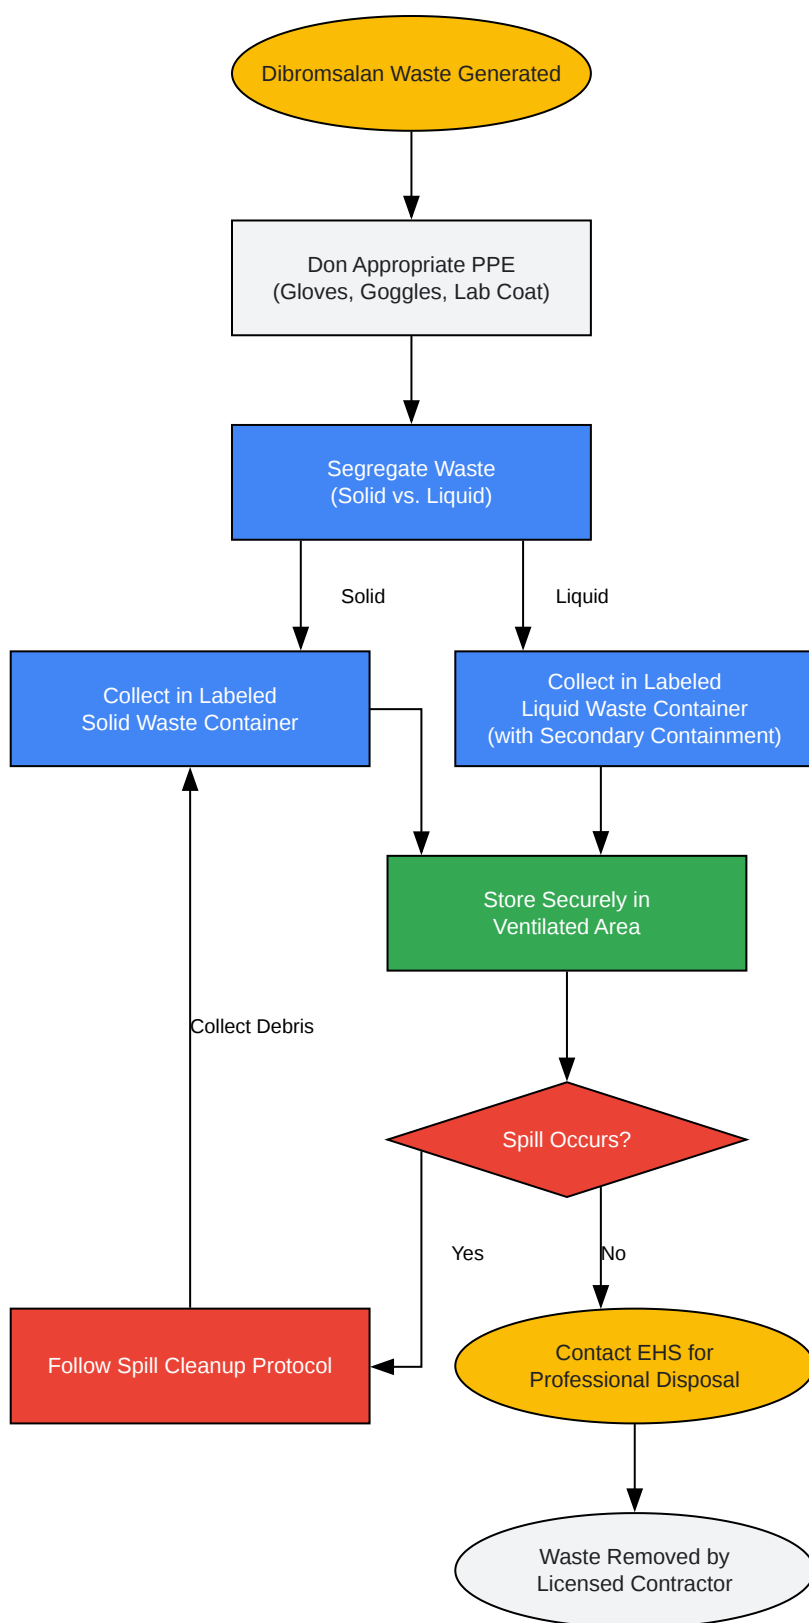 Dibromsalan Waste Generated
Don Appropriate PPE
(Gloves, Goggles, Lab Coat)
Segregate Waste
(Solid vs. Liquid)
Solid
Liquid
Collect in Labeled
Solid Waste Container
Collect in Labeled
Liquid Waste Container
(with Secondary Containment)
Store Securely in
Ventilated Area
Collect Debris
Spill Occurs?
Yes
No
Follow Spill Cleanup Protocol
Contact EHS for
Professional Disposal
Waste Removed by
Licensed Contractor